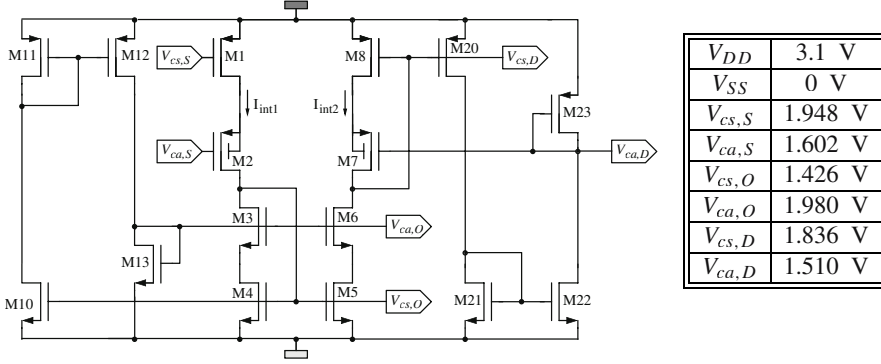 M11
M12
V_{cs,S}
M1
M8
M20
V_{cs,D}
I_{int1}
I_{int2}
M23
V_{ca,S}
M2
M7
V_{ca,D}
M3
M6
V_{ca,O}
M13
M10
M4
M5
V_{cs,O}
M21
M22
V_{DD} 3.1 V
V_{SS} 0 V
V_{cs,S} 1.948 V
V_{ca,S} 1.602 V
V_{cs,O} 1.426 V
V_{ca,O} 1.980 V
V_{cs,D} 1.836 V
V_{ca,D} 1.510 V